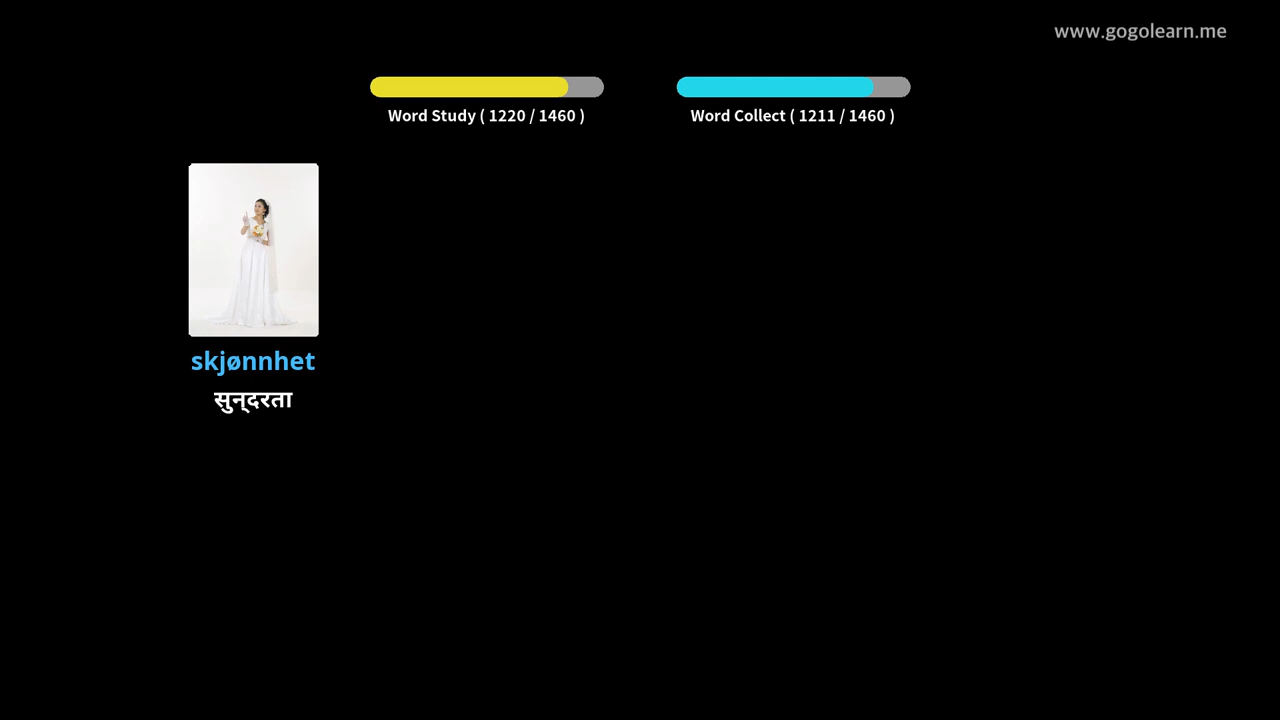 www.gogolearn.me
Word Study ( 1220 / 1460 )
Word Collect ( 1211 / 1460 )
skjønnhet
सुन्दरता